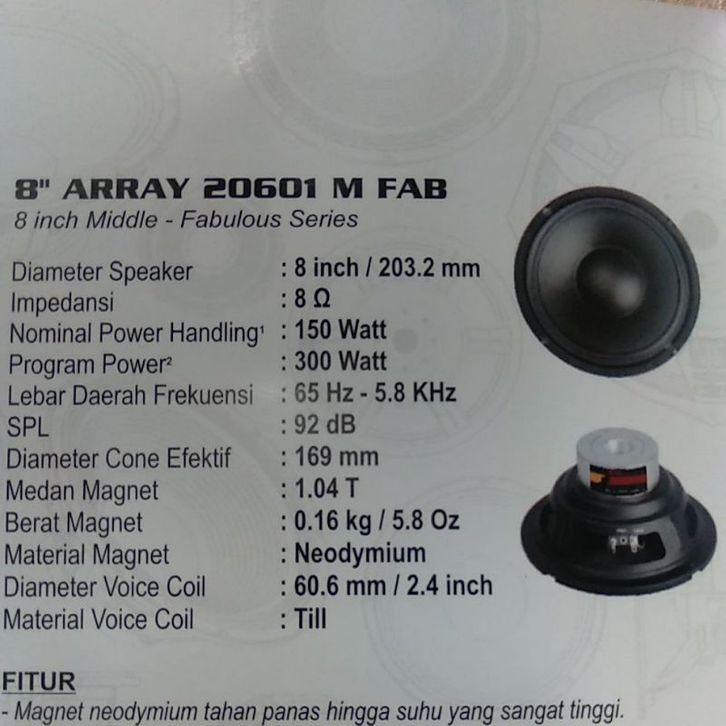 8" ARRAY 20601 M FAB
8 inch Middle - Fabulous Series
Diameter Speaker : 8 inch / 203.2 mm
Impedansi : 8 Ω
Nominal Power Handling¹ : 150 Watt
Program Power² : 300 Watt
Lebar Daerah Frekuensi : 65 Hz - 5.8 KHz
SPL : 92 dB
Diameter Cone Efektif : 169 mm
Medan Magnet : 1.04 T
Berat Magnet : 0.16 kg / 5.8 Oz
Material Magnet : Neodymium
Diameter Voice Coil : 60.6 mm / 2.4 inch
Material Voice Coil : Till
FITUR
- Magnet neodymium tahan panas hingga suhu yang sangat tinggi.